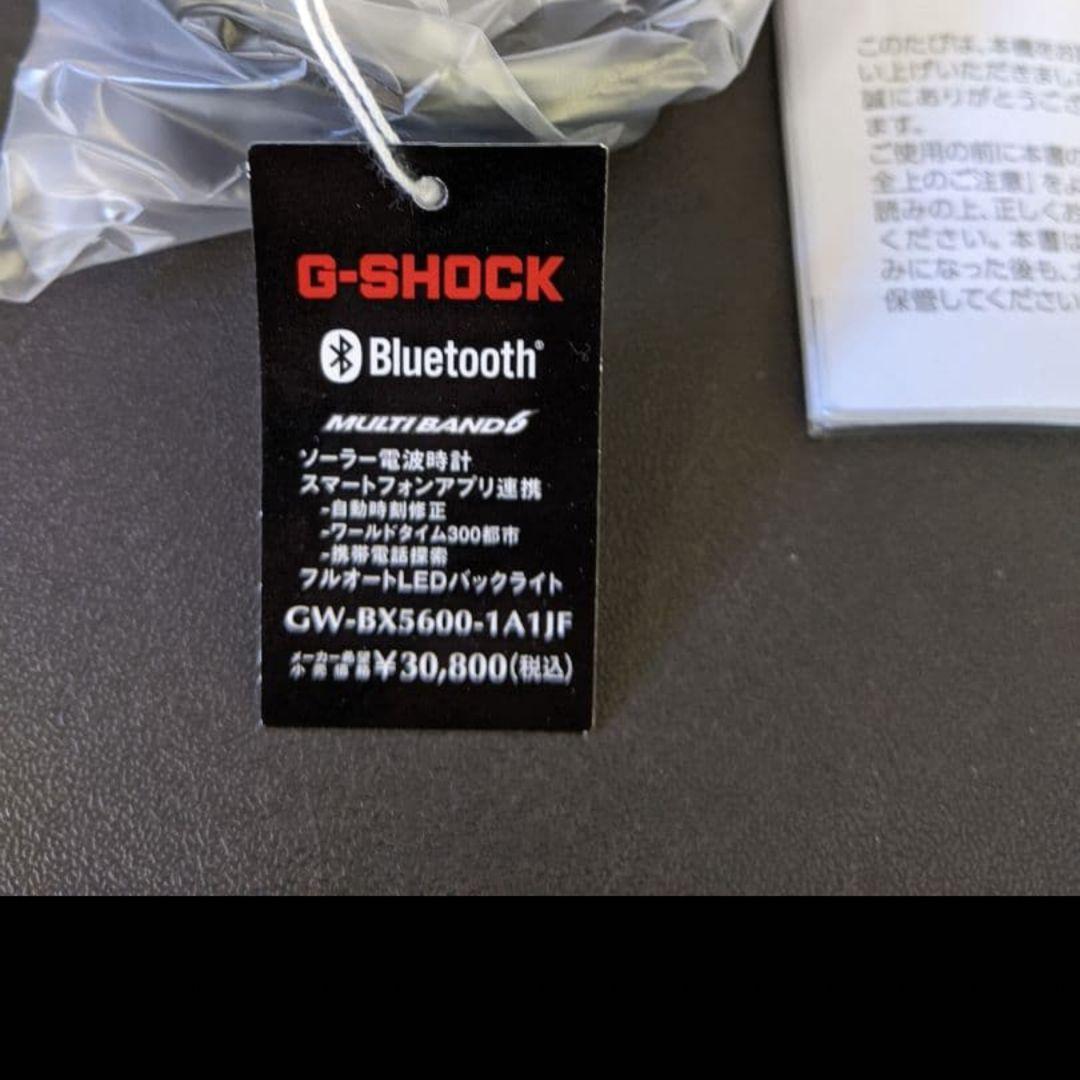 G-SHOCK
Bluetooth®
MULTI BAND 6
ソーラー電波時計
スマートフォンアプリ連携
-自動時刻修正
-ワールドタイム300都市
-携帯電話探索
フルオートLEDバックライト
GW-BX5600-1A1JF
メーカー希望小売価格¥30,800(税込)
このたびは、本書をお
い上げいただきまし
誠にありがとうござ
ます。
ご使用の前に本書の
全上のご注意」をよ
読みの上、正しくお
ください。本書は
みになった後も、
保管してください